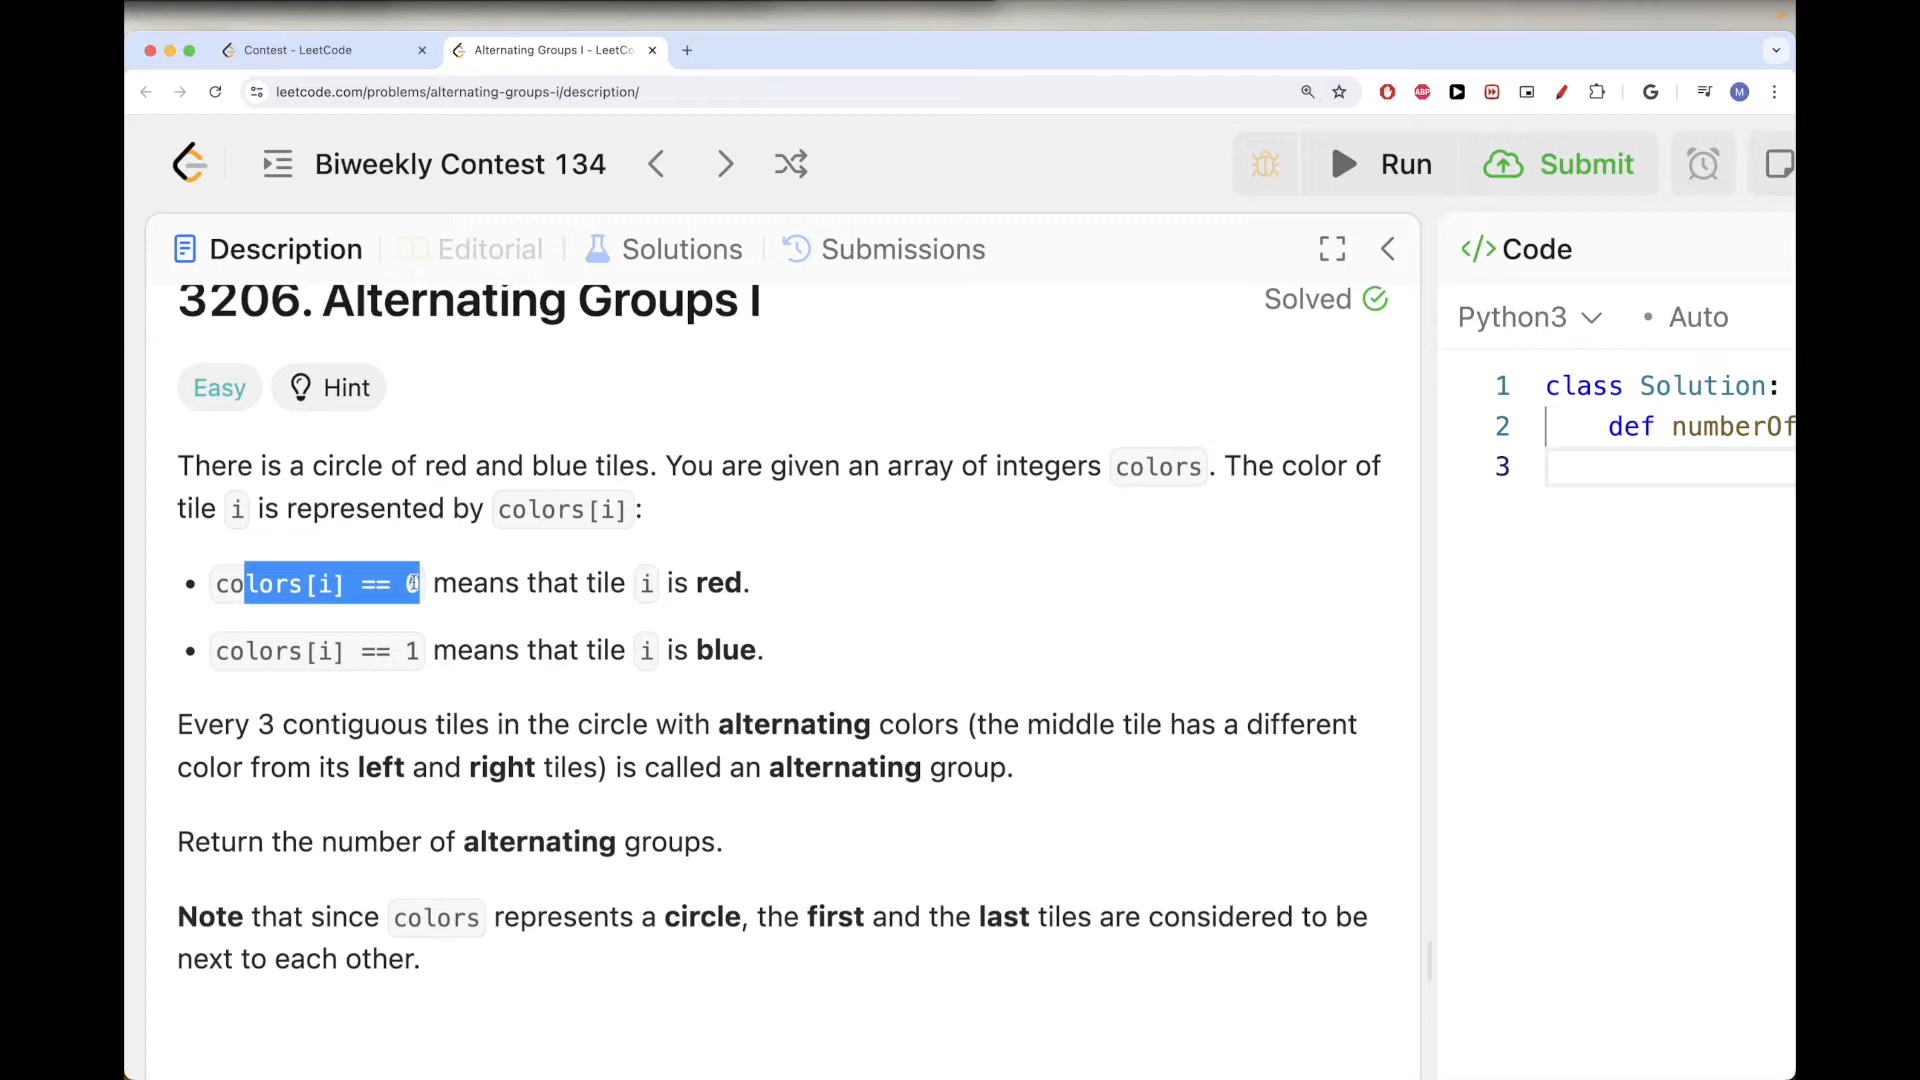 Contest - LeetCode
Alternating Groups I - LeetCo
leetcode.com/problems/alternating-groups-i/description/
ABP
G
M
Biweekly Contest 134
Run
Submit
Description
Editorial
Solutions
Submissions
</> Code
3206. Alternating Groups I
Solved
Python3
• Auto
Easy
Hint
1 class Solution:
2 def numberOf
3
There is a circle of red and blue tiles. You are given an array of integers colors. The color of
tile i is represented by colors[i]:
• colors[i] == 0 means that tile i is red.
• colors[i] == 1 means that tile i is blue.
Every 3 contiguous tiles in the circle with alternating colors (the middle tile has a different
color from its left and right tiles) is called an alternating group.
Return the number of alternating groups.
Note that since colors represents a circle, the first and the last tiles are considered to be
next to each other.